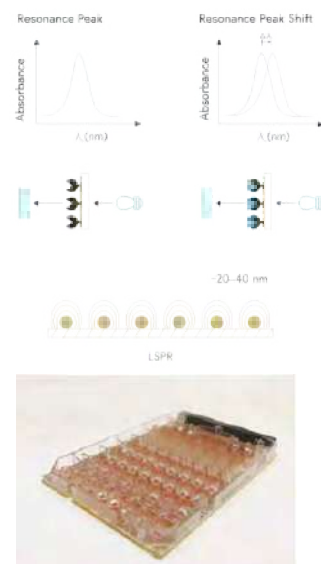 Resonance Peak
Resonance Peak Shift
Absorbance
λ(nm)
Absorbance
λ(nm)
~20-40 nm
LSPR